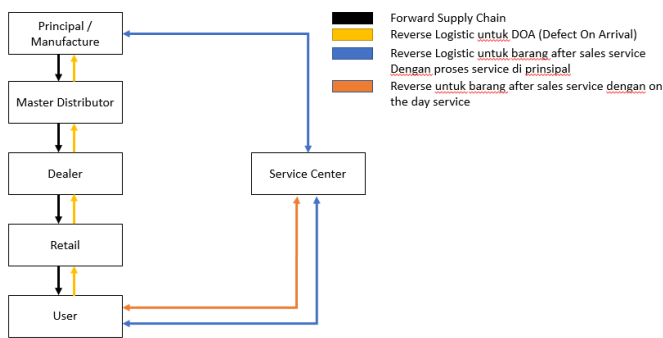 Principal /
Manufacture
Master Distributor
Dealer
Retail
User
Service Center
Forward Supply Chain
Reverse Logistic untuk DOA (Defect On Arrival)
Reverse Logistic untuk barang after sales service
Dengan proses service di prinsipal
Reverse untuk barang after sales service dengan on
the day service